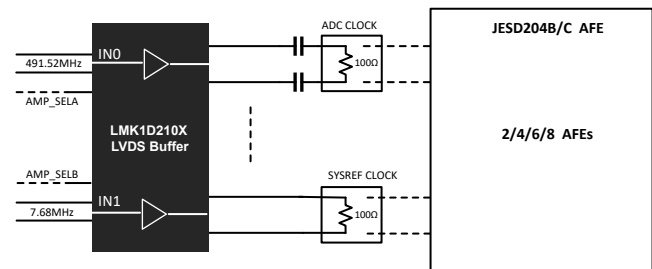 ADC CLOCK
JESD204B/C AFE
IN0
491.52MHz
100Ω
AMP_SELA
LMK1D210X
LVDS Buffer
2/4/6/8 AFEs
AMP_SELB
SYSREF CLOCK
IN1
7.68MHz
100Ω